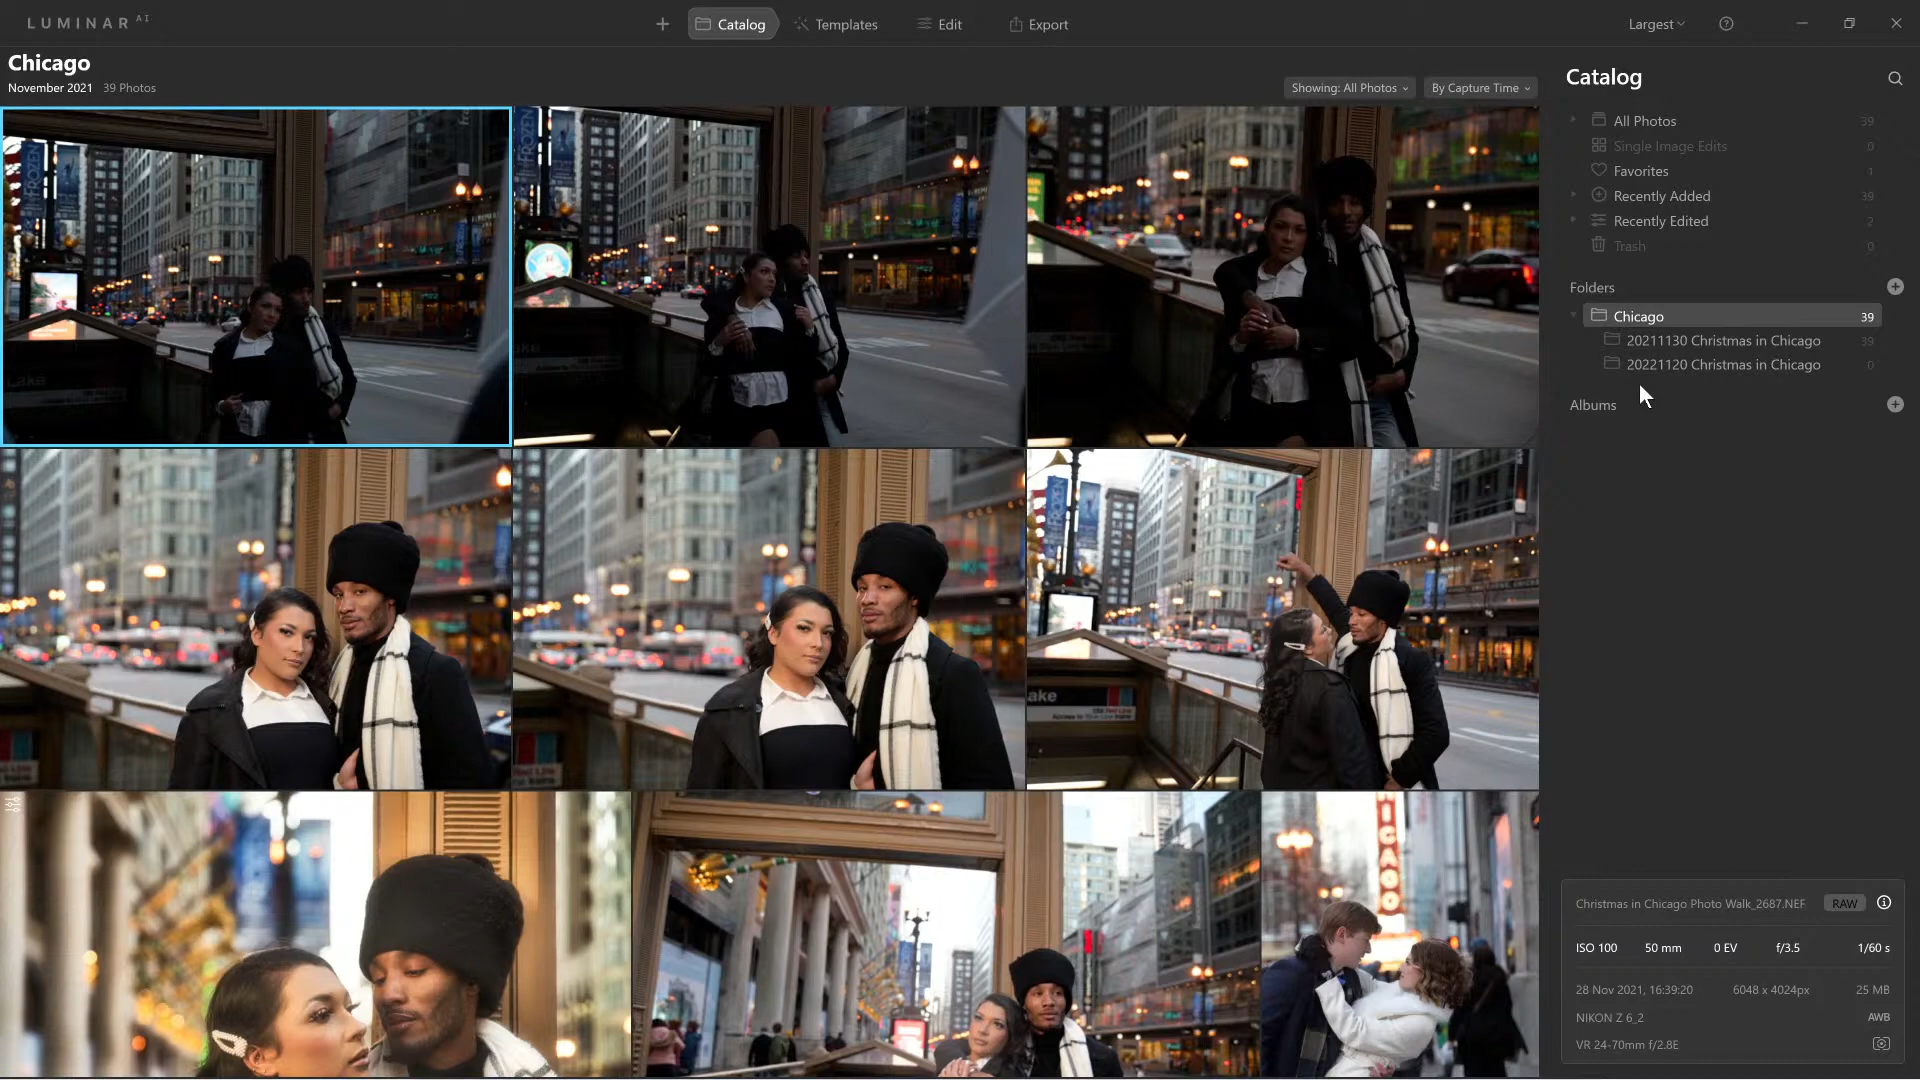 LUMINAR AI
Catalog
Templates
Edit
Export
Largest
Chicago
November 2021 39 Photos
Showing: All Photos
By Capture Time
Catalog
All Photos 39
Single Image Edits 0
Favorites 1
Recently Added 39
Recently Edited 2
Trash 0
Folders
Chicago 39
20211130 Christmas in Chicago 39
20221120 Christmas in Chicago 0
Albums
FROZEN
Lake
ake
CHICAGO
Christmas in Chicago Photo Walk_2687.NEF RAW
ISO 100 50 mm 0 EV f/3.5 1/60 s
28 Nov 2021, 16:39:20 6048 x 4024px 25 MB
NIKON Z 6_2 AWB
VR 24-70mm f/2.8E